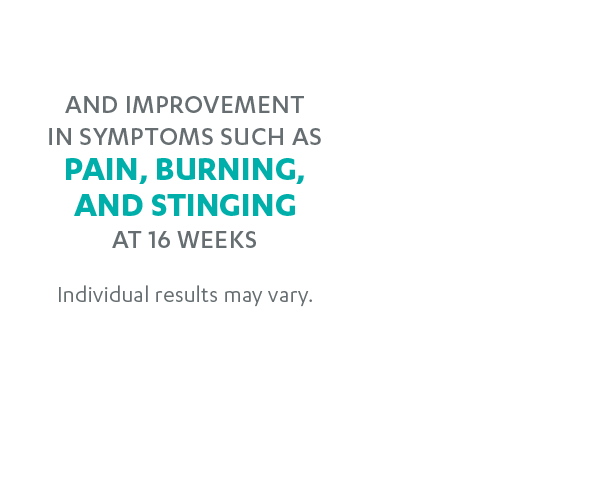 AND IMPROVEMENT
IN SYMPTOMS SUCH AS
PAIN, BURNING,
AND STINGING
AT 16 WEEKS
Individual results may vary.